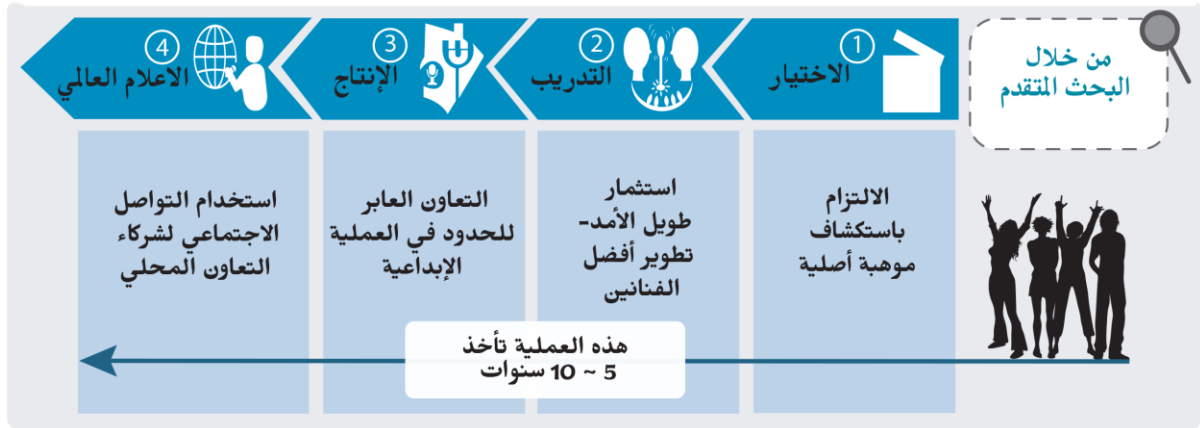 من خلال
البحث المتقدم
1
الاختيار
2
التدريب
3
الإنتاج
4
الاعلام العالمي
الالتزام
باستكشاف
موهبة أصلية
استثمار
طويل الأمد-
تطوير أفضل
الفنانين
التعاون العابر
للحدود في العملية
الإبداعية
استخدام التواصل
الاجتماعي لشركاء
التعاون المحلي
هذه العملية تأخذ
5 ~ 10 سنوات